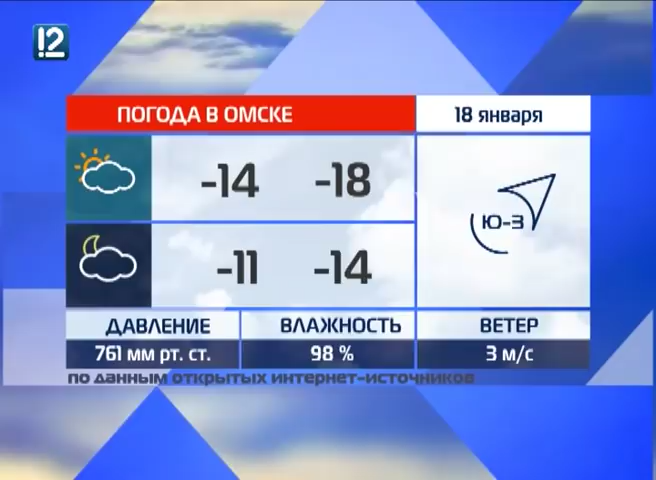 12
ПОГОДА В ОМСКЕ
18 января
-14 -18
Ю-З
-11 -14
ДАВЛЕНИЕ ВЛАЖНОСТЬ ВЕТЕР
761 мм рт. ст. 98 % 3 м/с
по данным открытых интернет-источников